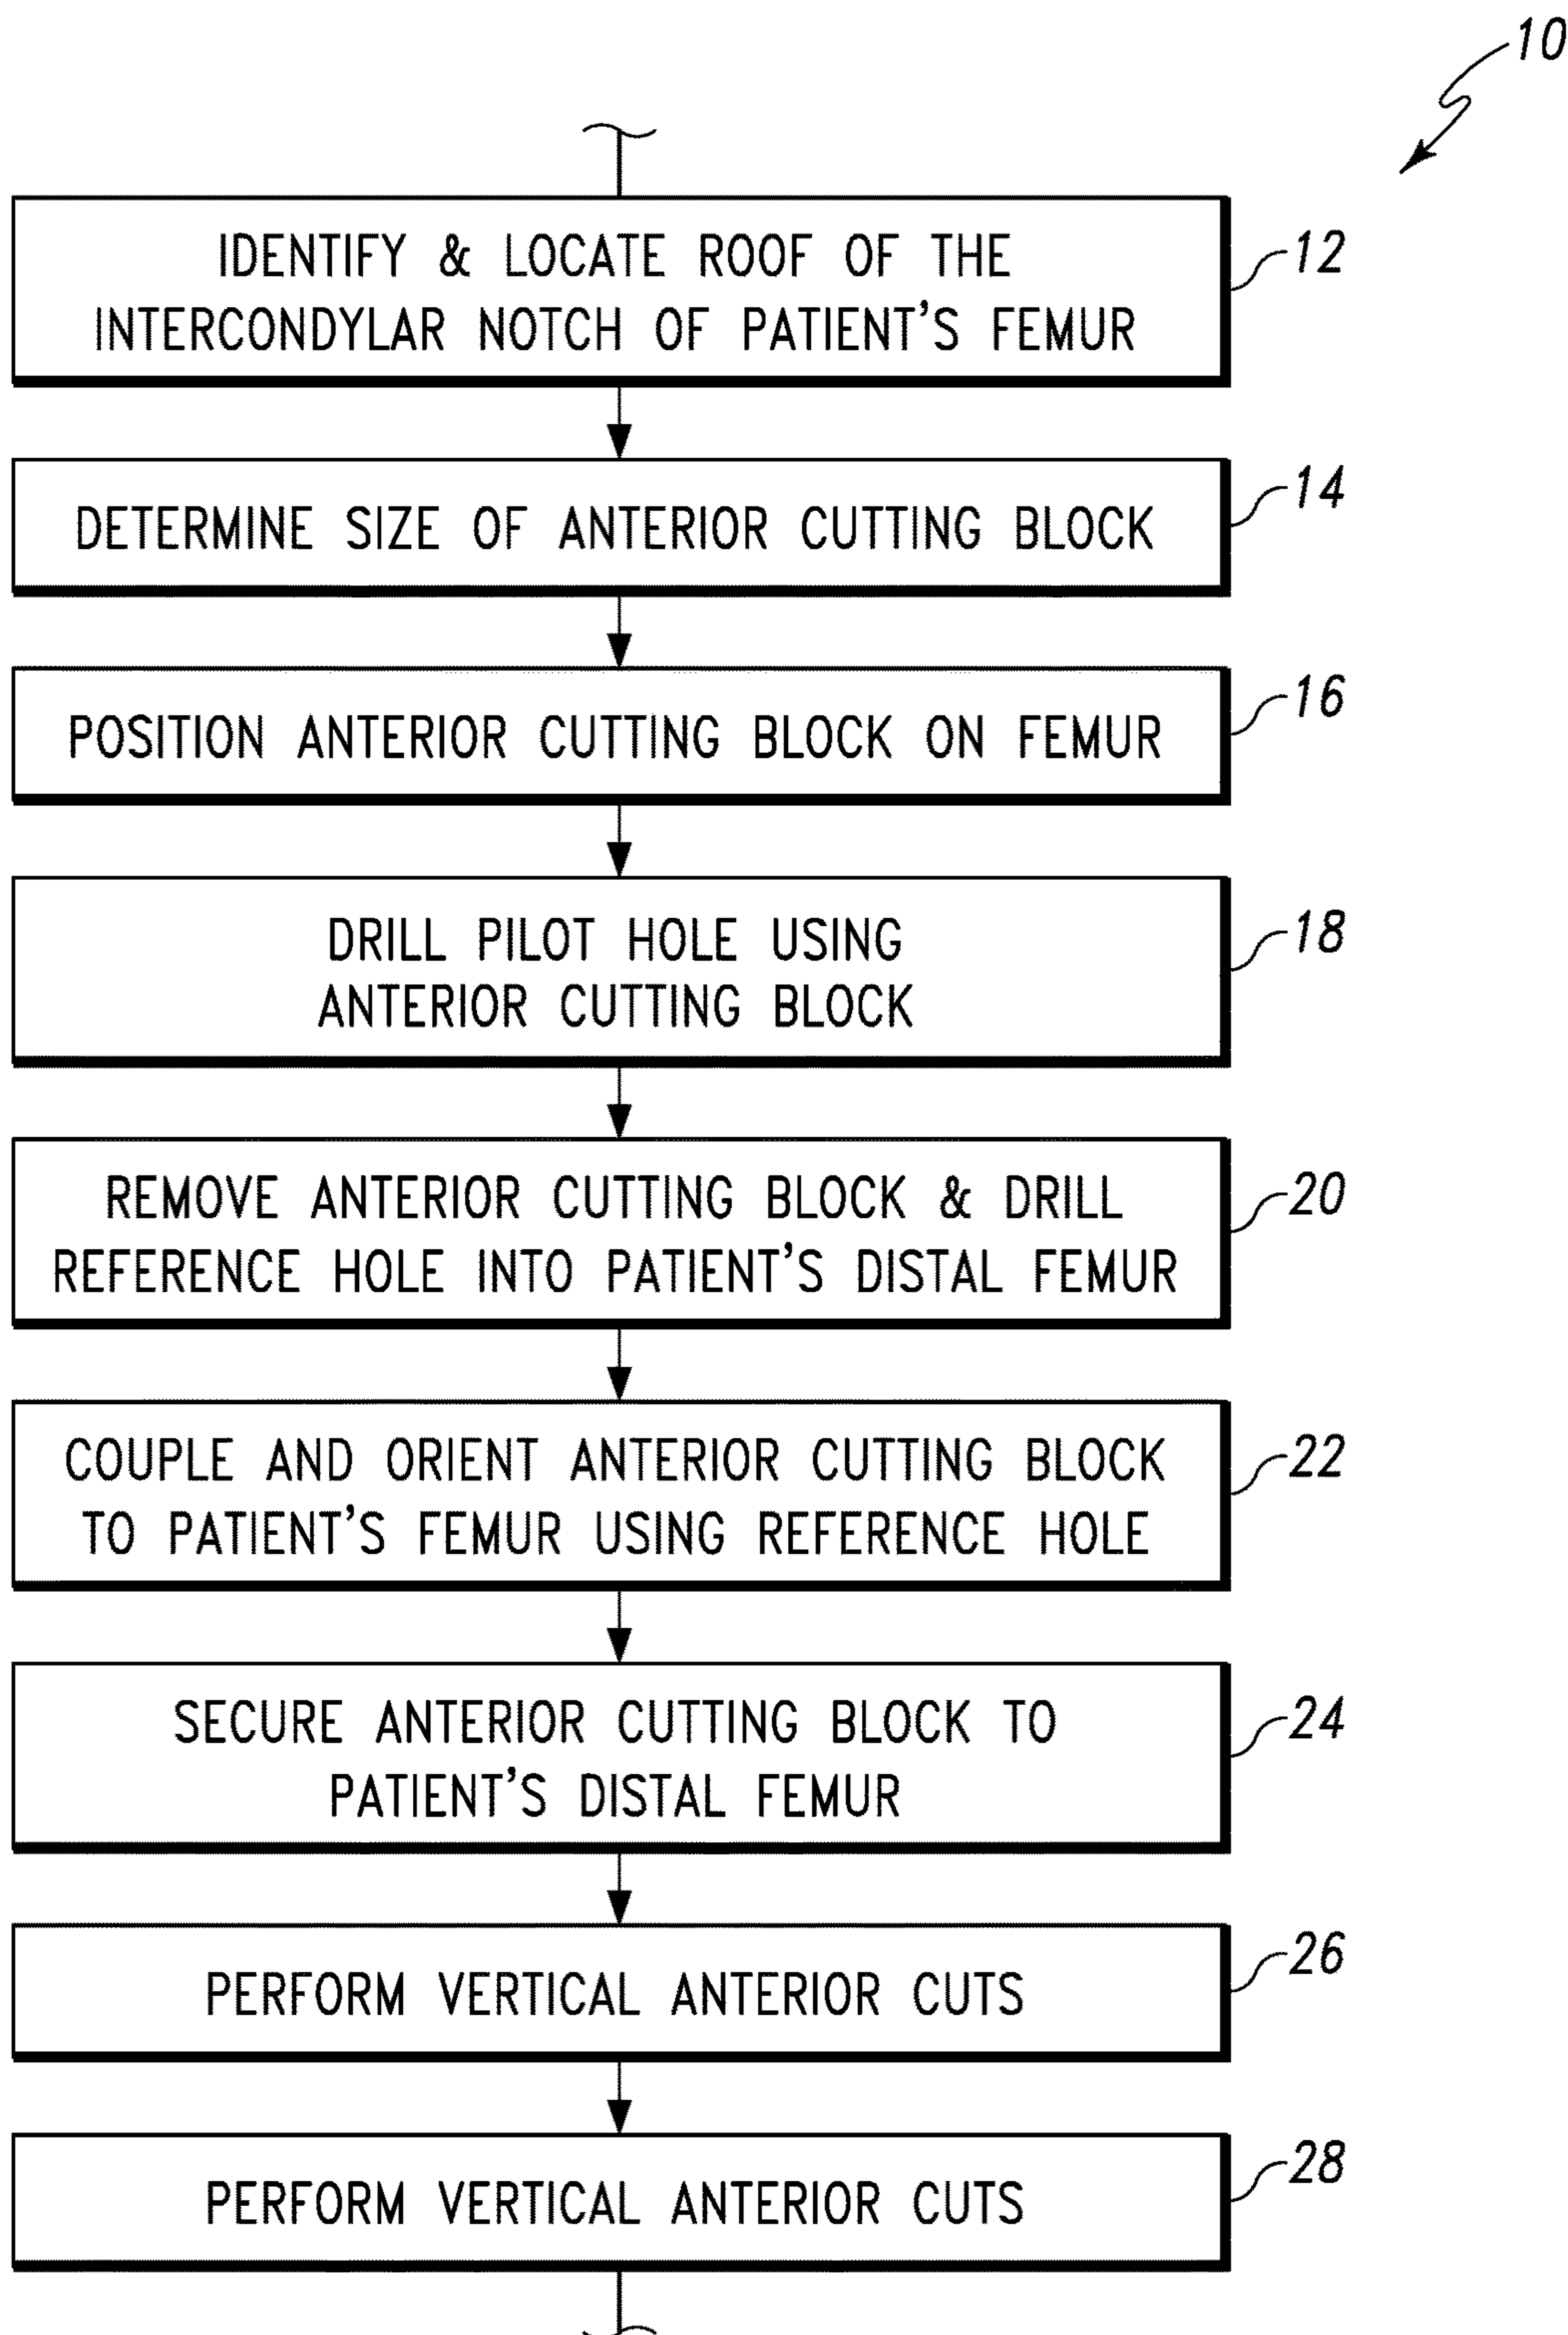 10
IDENTIFY & LOCATE ROOF OF THE
INTERCONDYLAR NOTCH OF PATIENT'S FEMUR
12
DETERMINE SIZE OF ANTERIOR CUTTING BLOCK
14
POSITION ANTERIOR CUTTING BLOCK ON FEMUR
16
DRILL PILOT HOLE USING
ANTERIOR CUTTING BLOCK
18
REMOVE ANTERIOR CUTTING BLOCK & DRILL
REFERENCE HOLE INTO PATIENT'S DISTAL FEMUR
20
COUPLE AND ORIENT ANTERIOR CUTTING BLOCK
TO PATIENT'S FEMUR USING REFERENCE HOLE
22
SECURE ANTERIOR CUTTING BLOCK TO
PATIENT'S DISTAL FEMUR
24
PERFORM VERTICAL ANTERIOR CUTS
26
PERFORM VERTICAL ANTERIOR CUTS
28